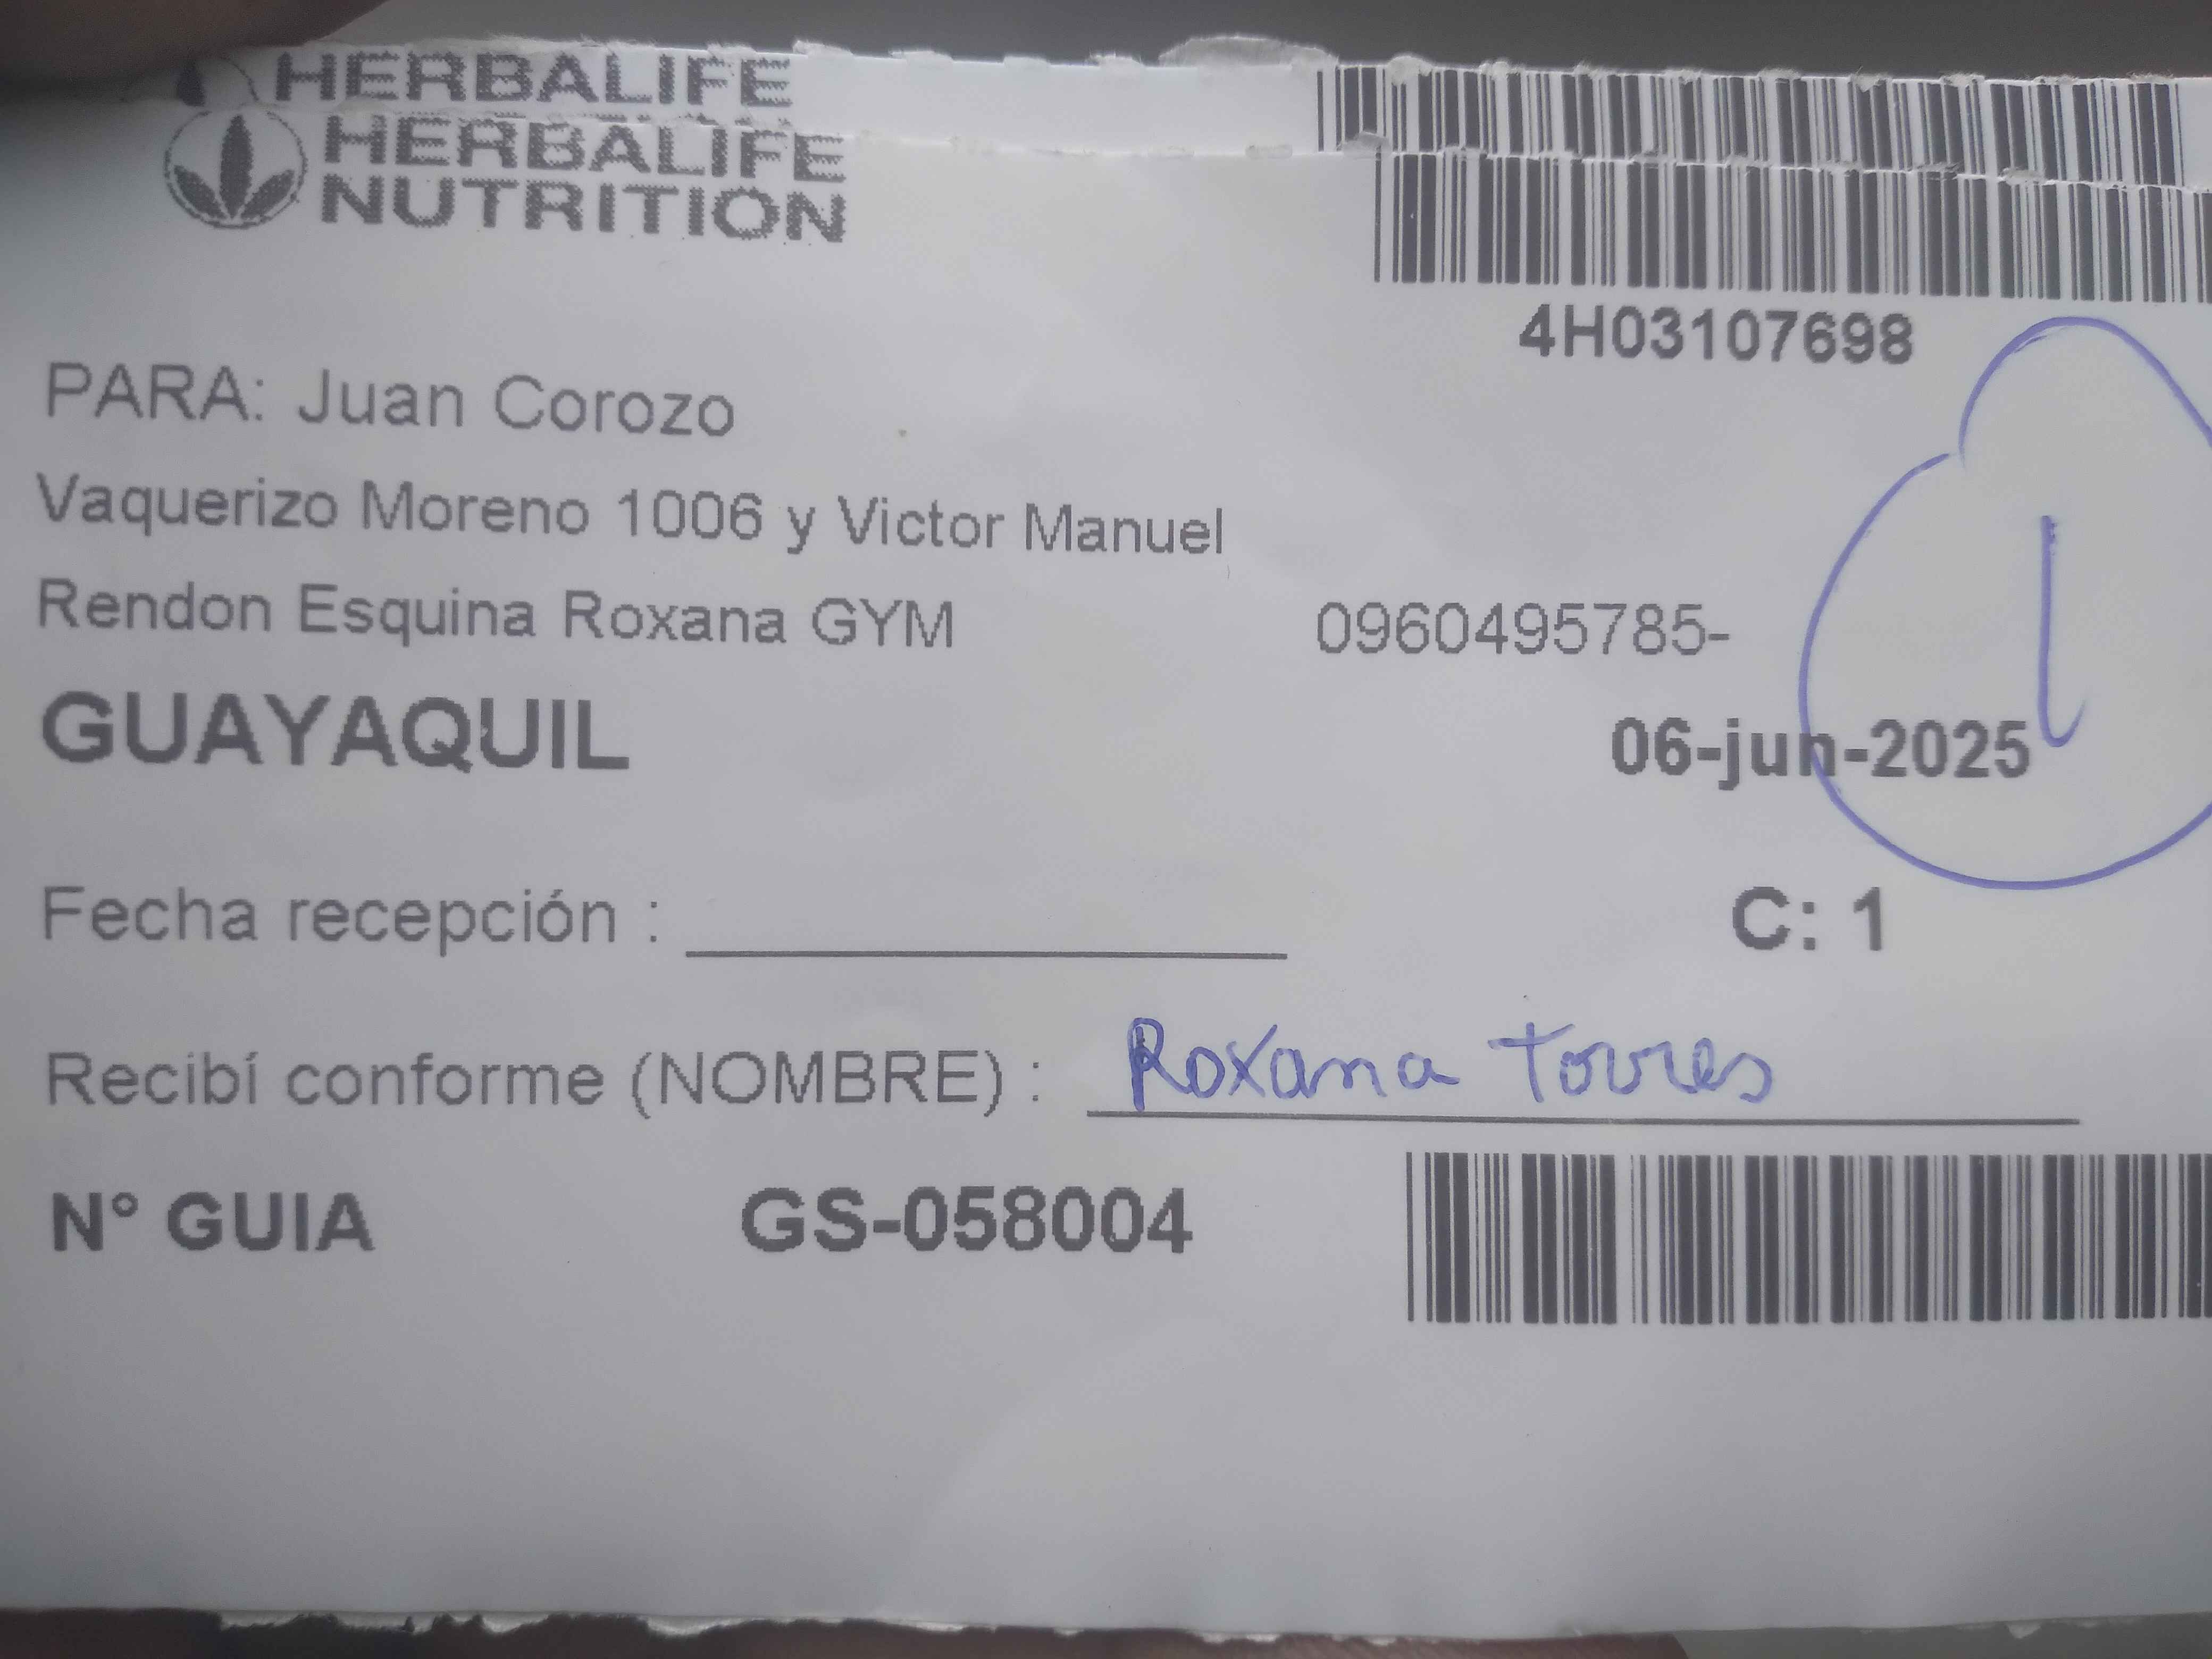 HERBALIFE
HERBALIFE
NUTRITION
4H03107698
PARA: Juan Corozo
Vaquerizo Moreno 1006 y Victor Manuel
Rendon Esquina Roxana GYM
0960495785-
GUAYAQUIL
06-jun-2025
1
Fecha recepción :
C: 1
Recibí conforme (NOMBRE) : Roxana Torres
N° GUIA GS-058004